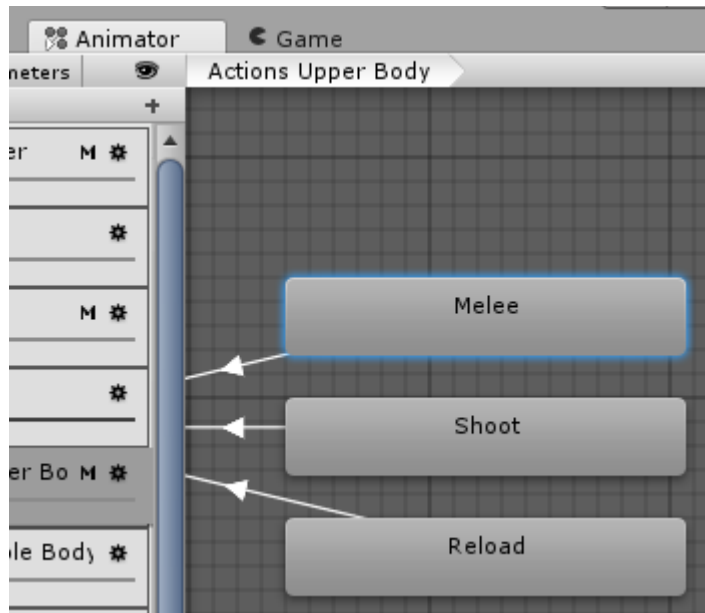 Animator
Game
meters
Actions Upper Body
+
er M
M
Melee
Shoot
er Bo M
Reload
le Body